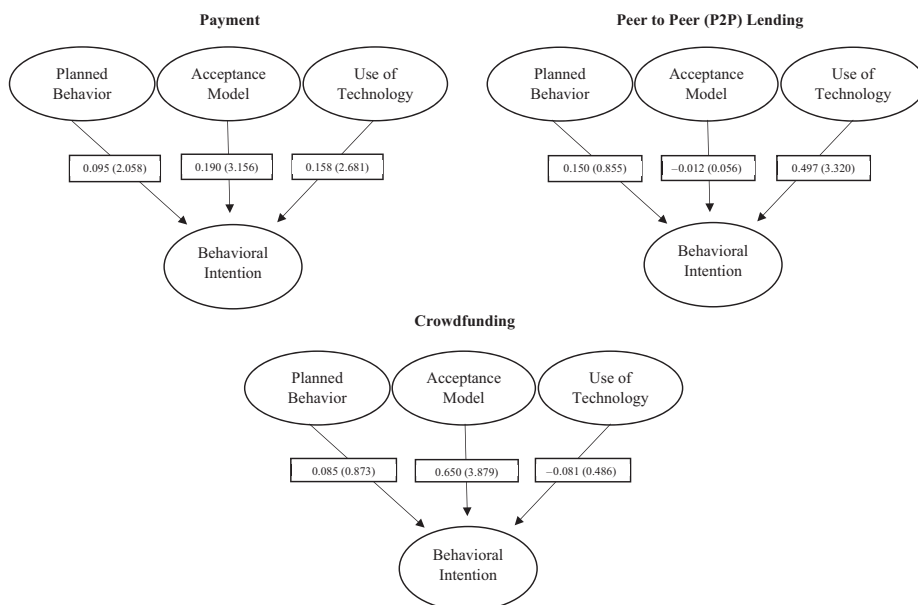 Payment
Planned
Behavior
Acceptance
Model
Use of
Technology
0.095 (2.058)
0.190 (3.156)
0.158 (2.681)
Behavioral
Intention
Peer to Peer (P2P) Lending
Planned
Behavior
Acceptance
Model
Use of
Technology
0.150 (0.855)
–0.012 (0.056)
0.497 (3.320)
Behavioral
Intention
Crowdfunding
Planned
Behavior
Acceptance
Model
Use of
Technology
0.085 (0.873)
0.650 (3.879)
–0.081 (0.486)
Behavioral
Intention